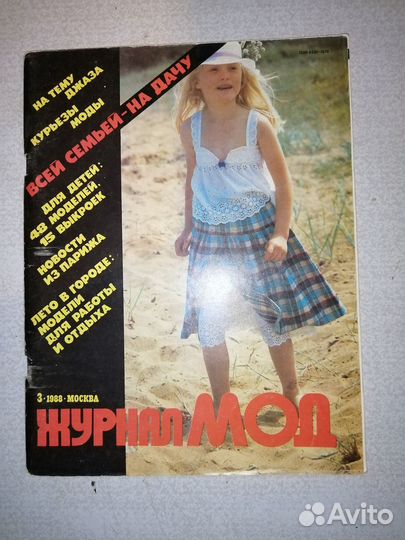 НА ТЕМУ
ДЖАЗА
КУРЬЕЗЫ
МОДЫ
ВСЕЙ СЕМЬЕЙ-НА ДАЧУ
ДЛЯ ДЕТЕЙ:
48 МОДЕЛЕЙ,
15 ВЫКРОЕК
НОВОСТИ
ИЗ ПАРИЖА
ЛЕТО В ГОРОДЕ:
МОДЕЛИ
ДЛЯ РАБОТЫ
И ОТДЫХА
3·1988·МОСКВА
ЖУРНАЛ МОД
Avito